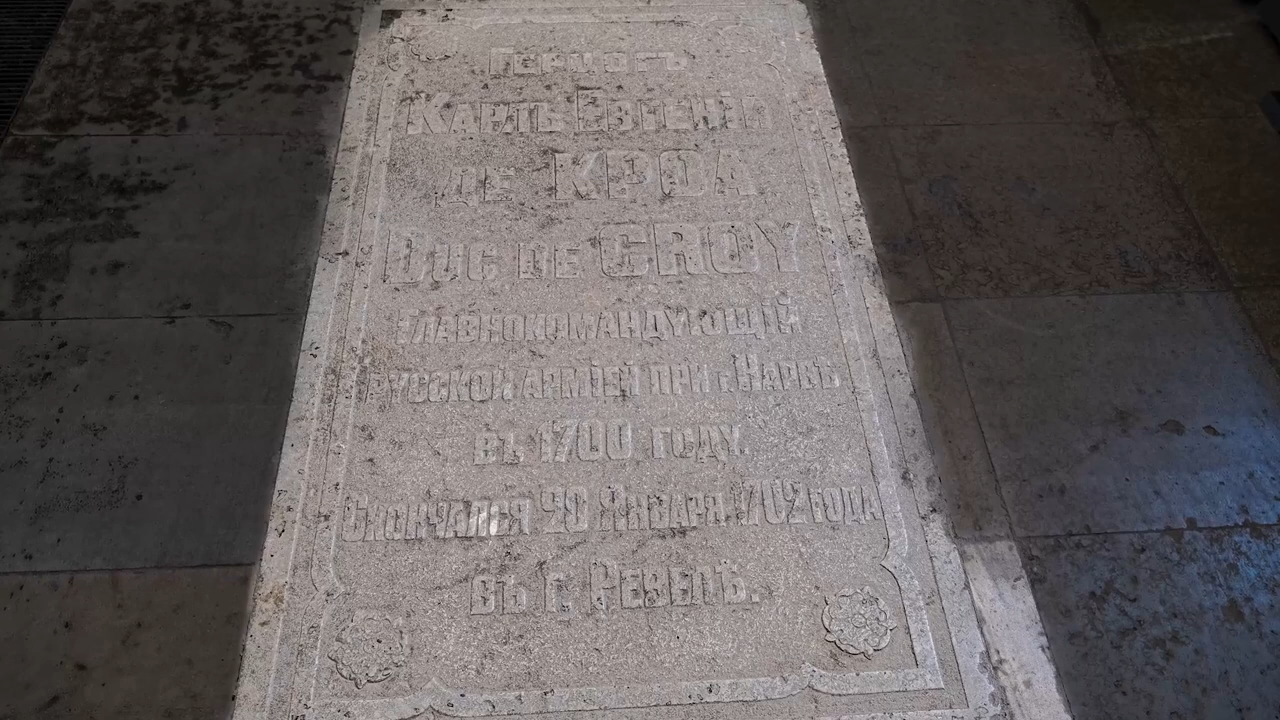 Герцогъ
Карлъ Евгеній
де КРОА
Duc de CROY
Главнокомандующій
русской арміей при г. Нарвѣ
въ 1700 году.
Скончался 20 Января 1702 года
въ г. Ревелѣ.